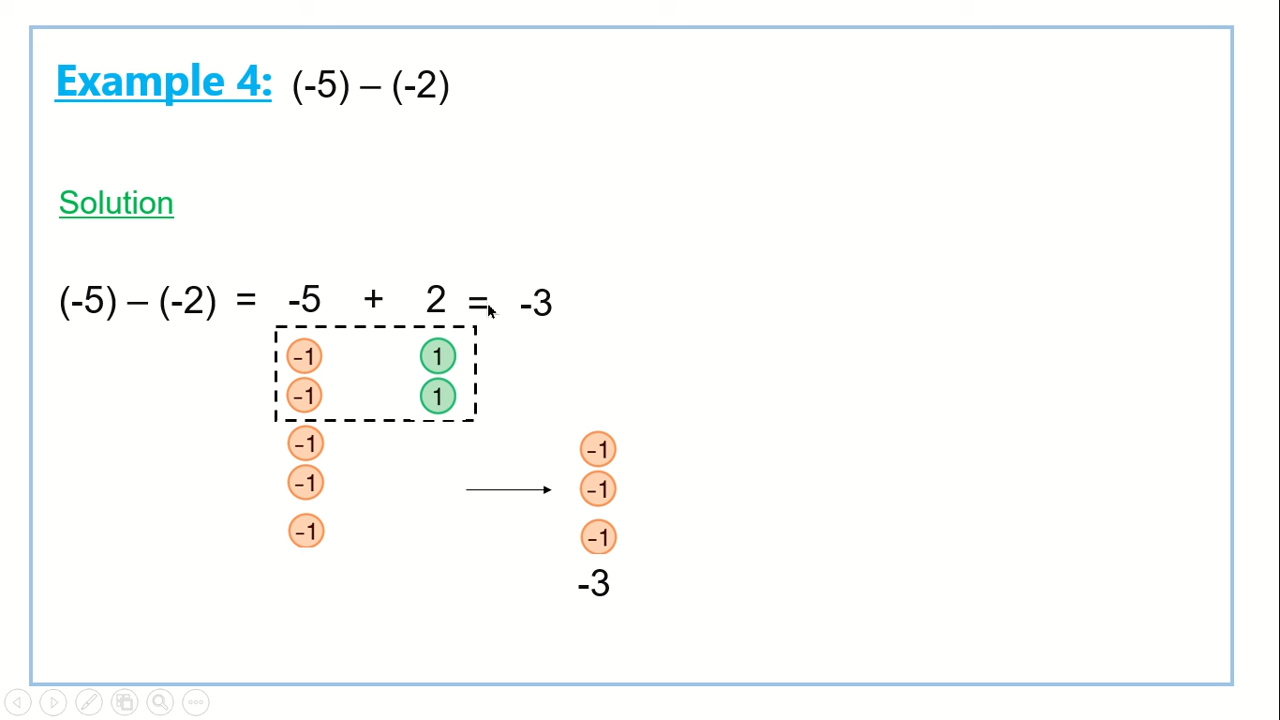 Example 4: (-5) – (-2)
Solution
(-5) – (-2) = -5 + 2 = -3
-1 1
-1 1
-1 -1
-1 -1
-1 -1
-3